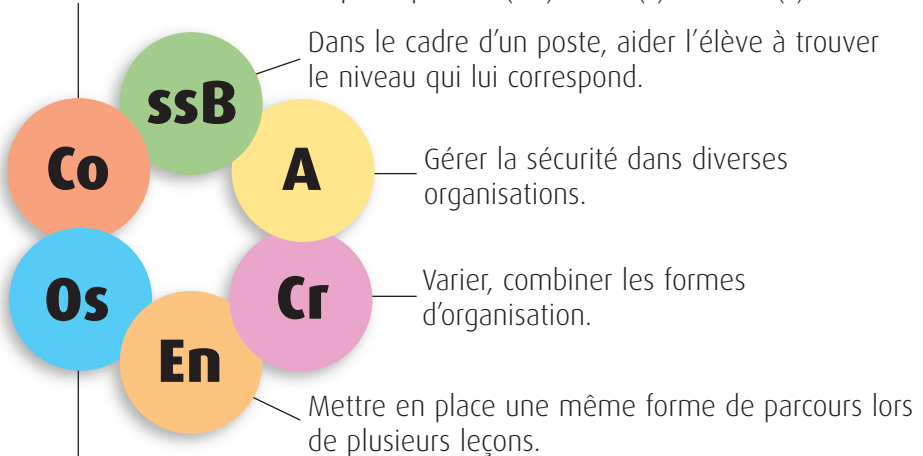 Dans le cadre d'un poste, aider l'élève à trouver
le niveau qui lui correspond.
ssB
Co
A
Gérer la sécurité dans diverses
organisations.
Os
Cr
Varier, combiner les formes
d'organisation.
En
Mettre en place une même forme de parcours lors
de plusieurs leçons.